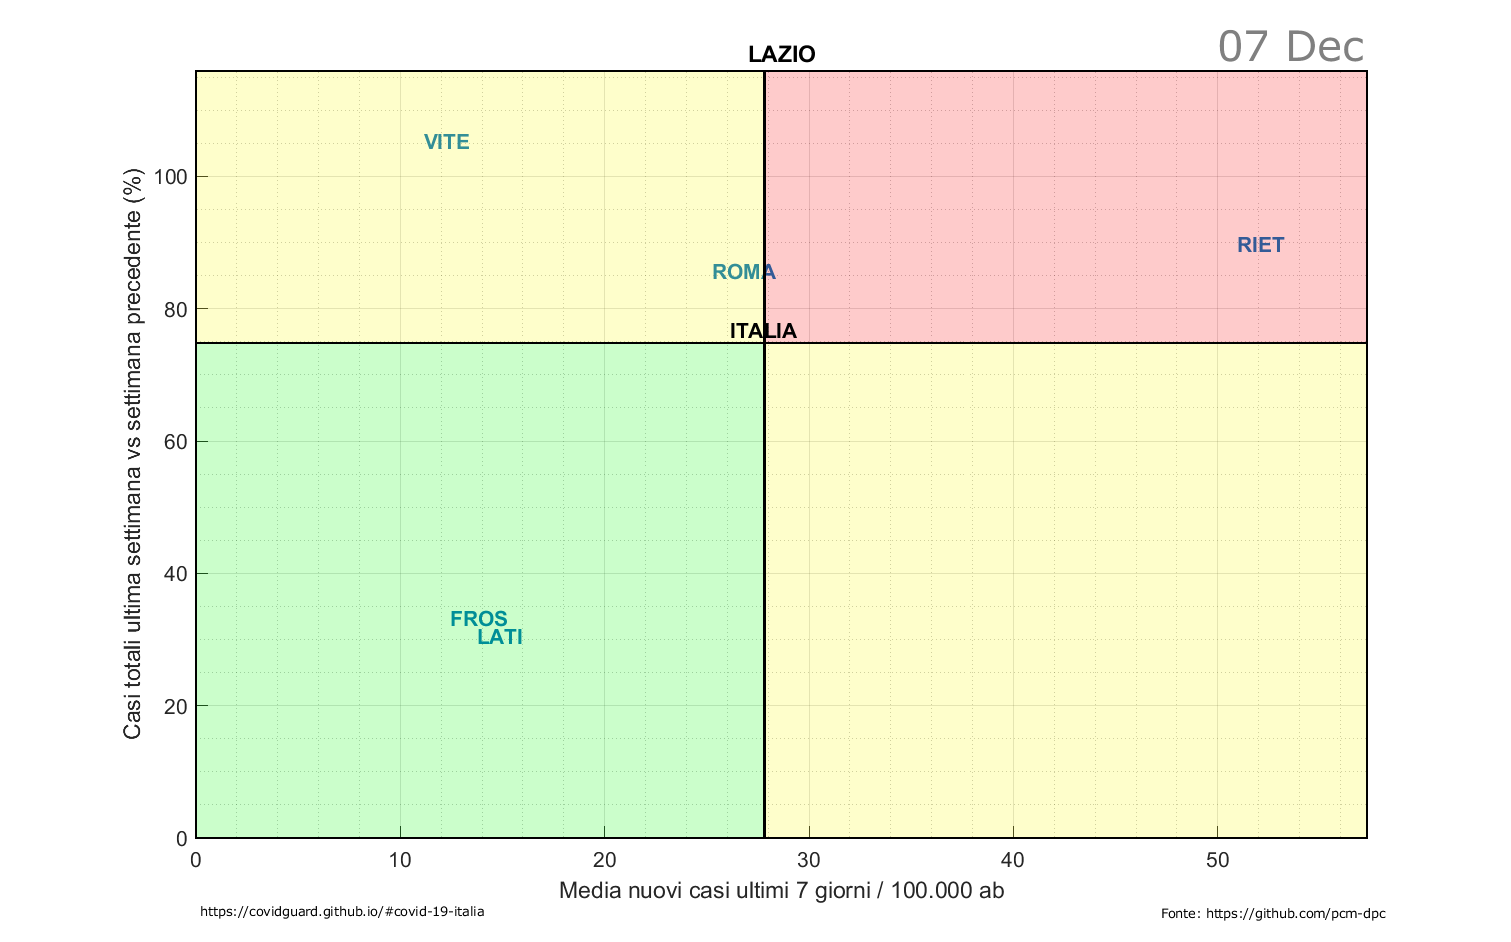 LAZIO
07 Dec
Casi totali ultima settimana vs settimana precedente (%)
100
80
60
40
20
0
VITE
RIET
ROMA
ITALIA
FROS
LATI
0 10 20 30 40 50
Media nuovi casi ultimi 7 giorni / 100.000 ab
https://covidguard.github.io/#covid-19-italia
Fonte: https://github.com/pcm-dpc